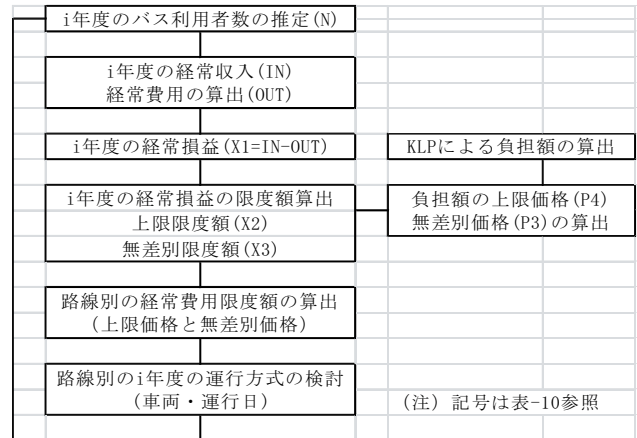 i年度のバス利用者数の推定(N)
i年度の経常収入(IN)
経常費用の算出(OUT)
i年度の経常損益(X1=IN-OUT)
KLPによる負担額の算出
i年度の経常損益の限度額算出
上限限度額(X2)
無差別限度額(X3)
負担額の上限価格(P4)
無差別価格(P3)の算出
路線別の経常費用限度額の算出
(上限価格と無差別価格)
路線別のi年度の運行方式の検討
(車両・運行日)
(注) 記号は表-10参照